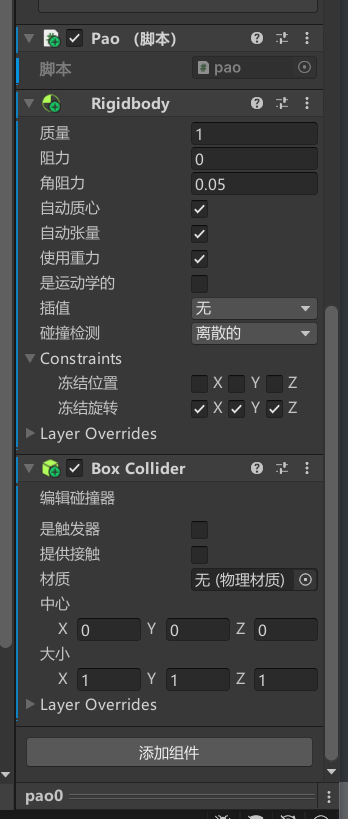 Pao （脚本）
脚本 pao
Rigidbody
质量 1
阻力 0
角阻力 0.05
自动质心
自动张量
使用重力
是运动学的
插值 无
碰撞检测 离散的
Constraints
冻结位置 X Y Z
冻结旋转 X Y Z
Layer Overrides
Box Collider
编辑碰撞器
是触发器
提供接触
材质 无 (物理材质)
中心
X 0 Y 0 Z 0
大小
X 1 Y 1 Z 1
Layer Overrides
添加组件
pao0